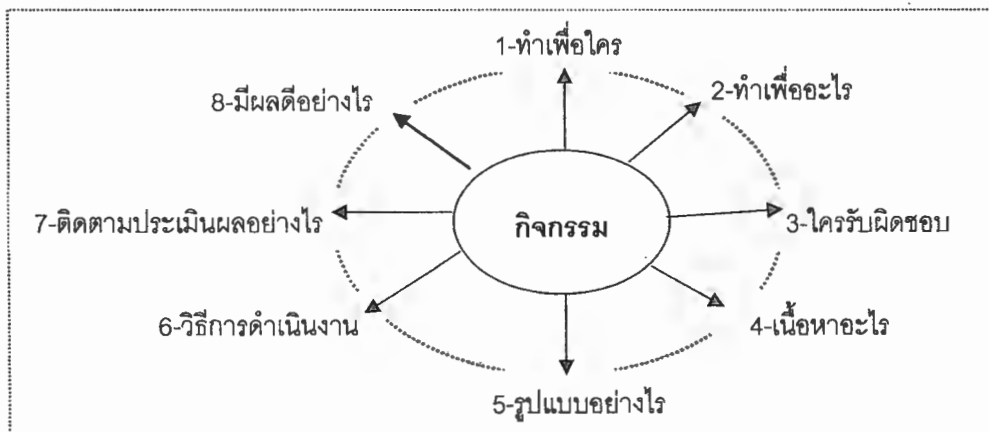 1-ทำเพื่อใคร
2-ทำเพื่ออะไร
3-ใครรับผิดชอบ
4-เนื้อหาอะไร
5-รูปแบบอย่างไร
6-วิธีการดำเนินงาน
7-ติดตามประเมินผลอย่างไร
8-มีผลดีอย่างไร
กิจกรรม